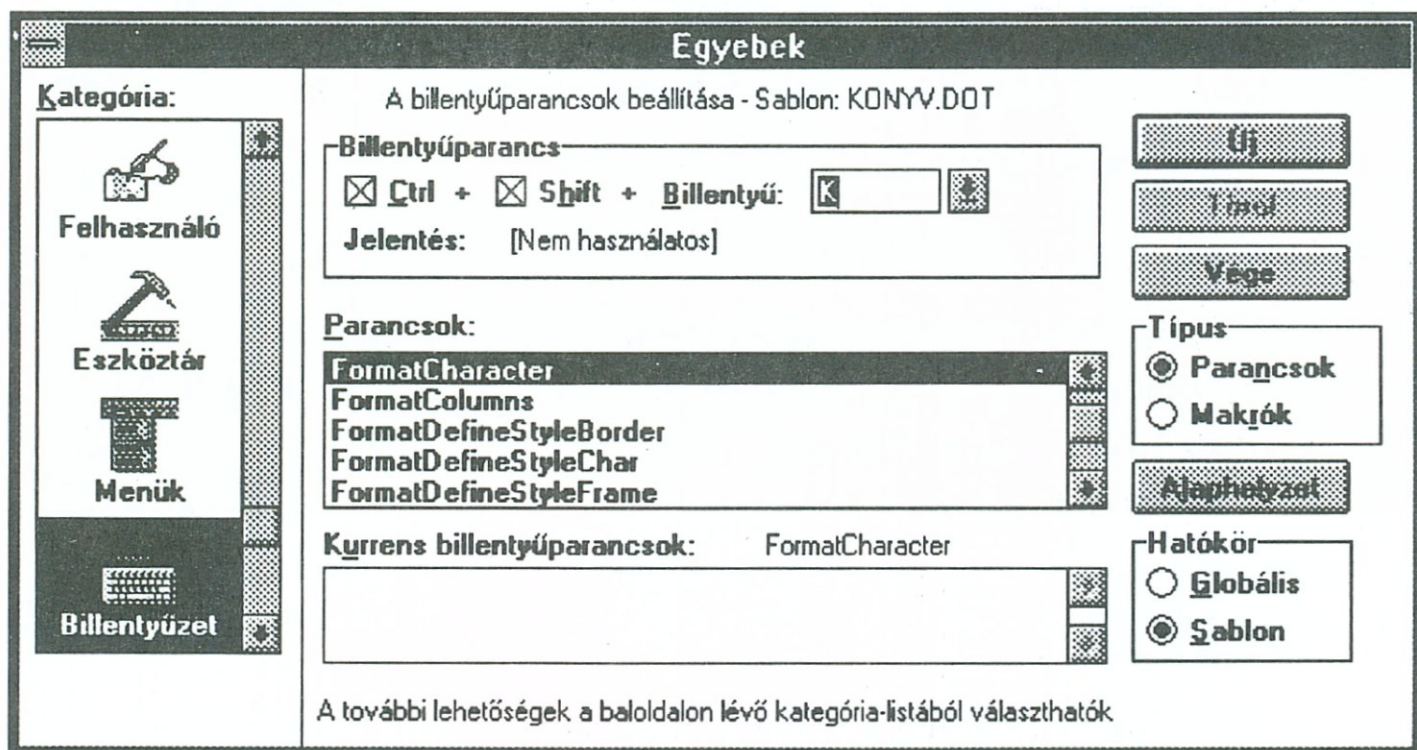 Egyebek
Kategória:
Felhasználó
Eszköztár
Menük
Billentyűzet
A billentyűparancsok beállítása - Sablon: KONYV.DOT
Billentyűparancs
Ctrl + Shift + Billentyű: K
Jelentés: [Nem használatos]
Parancsok:
FormatCharacter
FormatColumns
FormatDefineStyleBorder
FormatDefineStyleChar
FormatDefineStyleFrame
Kurrens billentyűparancsok: FormatCharacter
A további lehetőségek a baloldalon lévő kategória-listából választhatók
Új
Töröl
Vége
Típus
Parancsok
Makrók
Alaphelyzet
Hatókör
Globális
Sablon